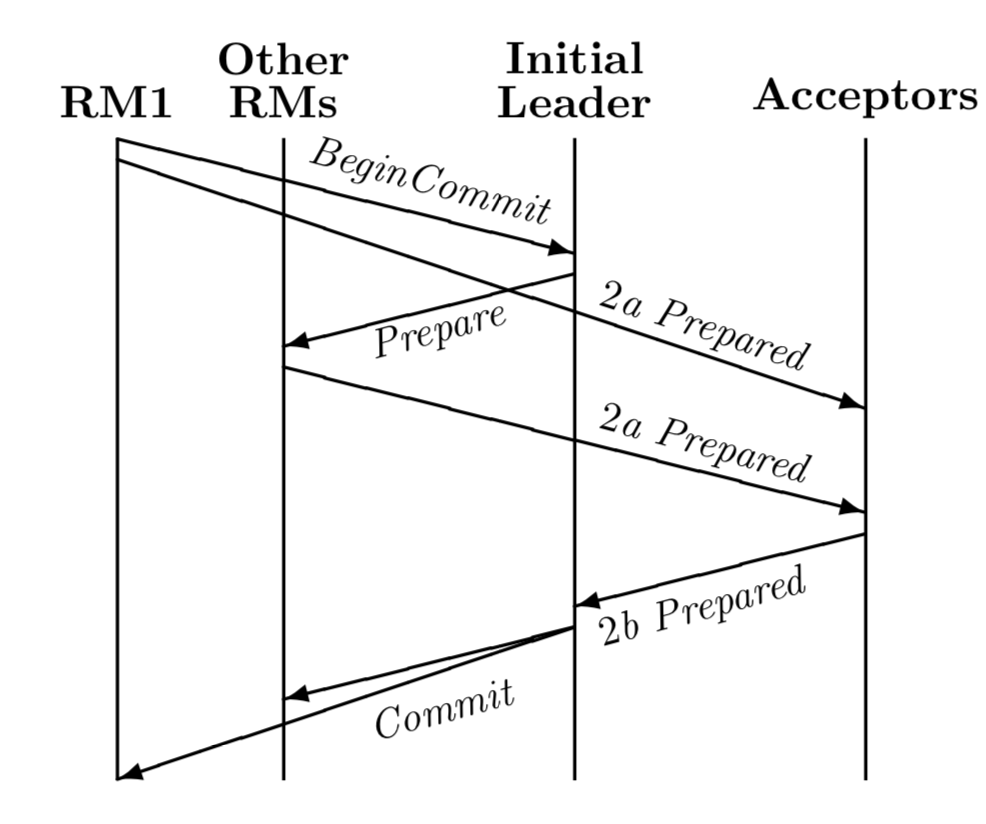 RM1
Other
RMs
Initial
Leader
Acceptors
BeginCommit
2a Prepared
Prepare
2a Prepared
2b Prepared
Commit